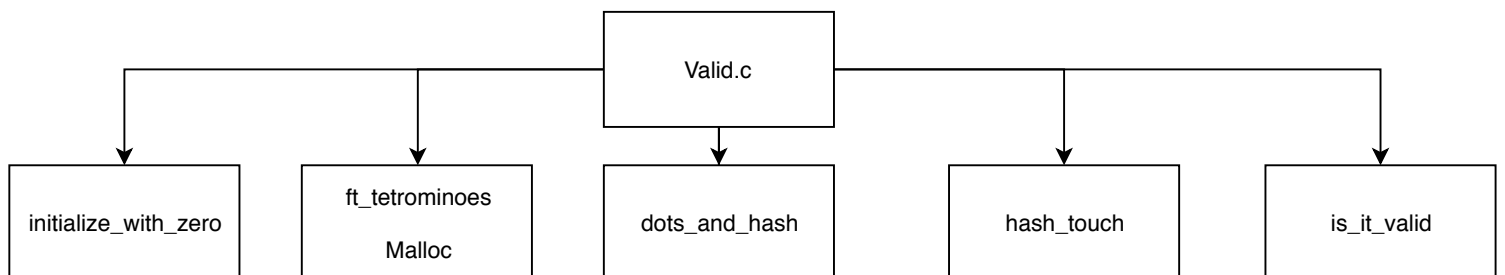 Valid.c
initialize_with_zero
ft_tetrominoes
Malloc
dots_and_hash
hash_touch
is_it_valid